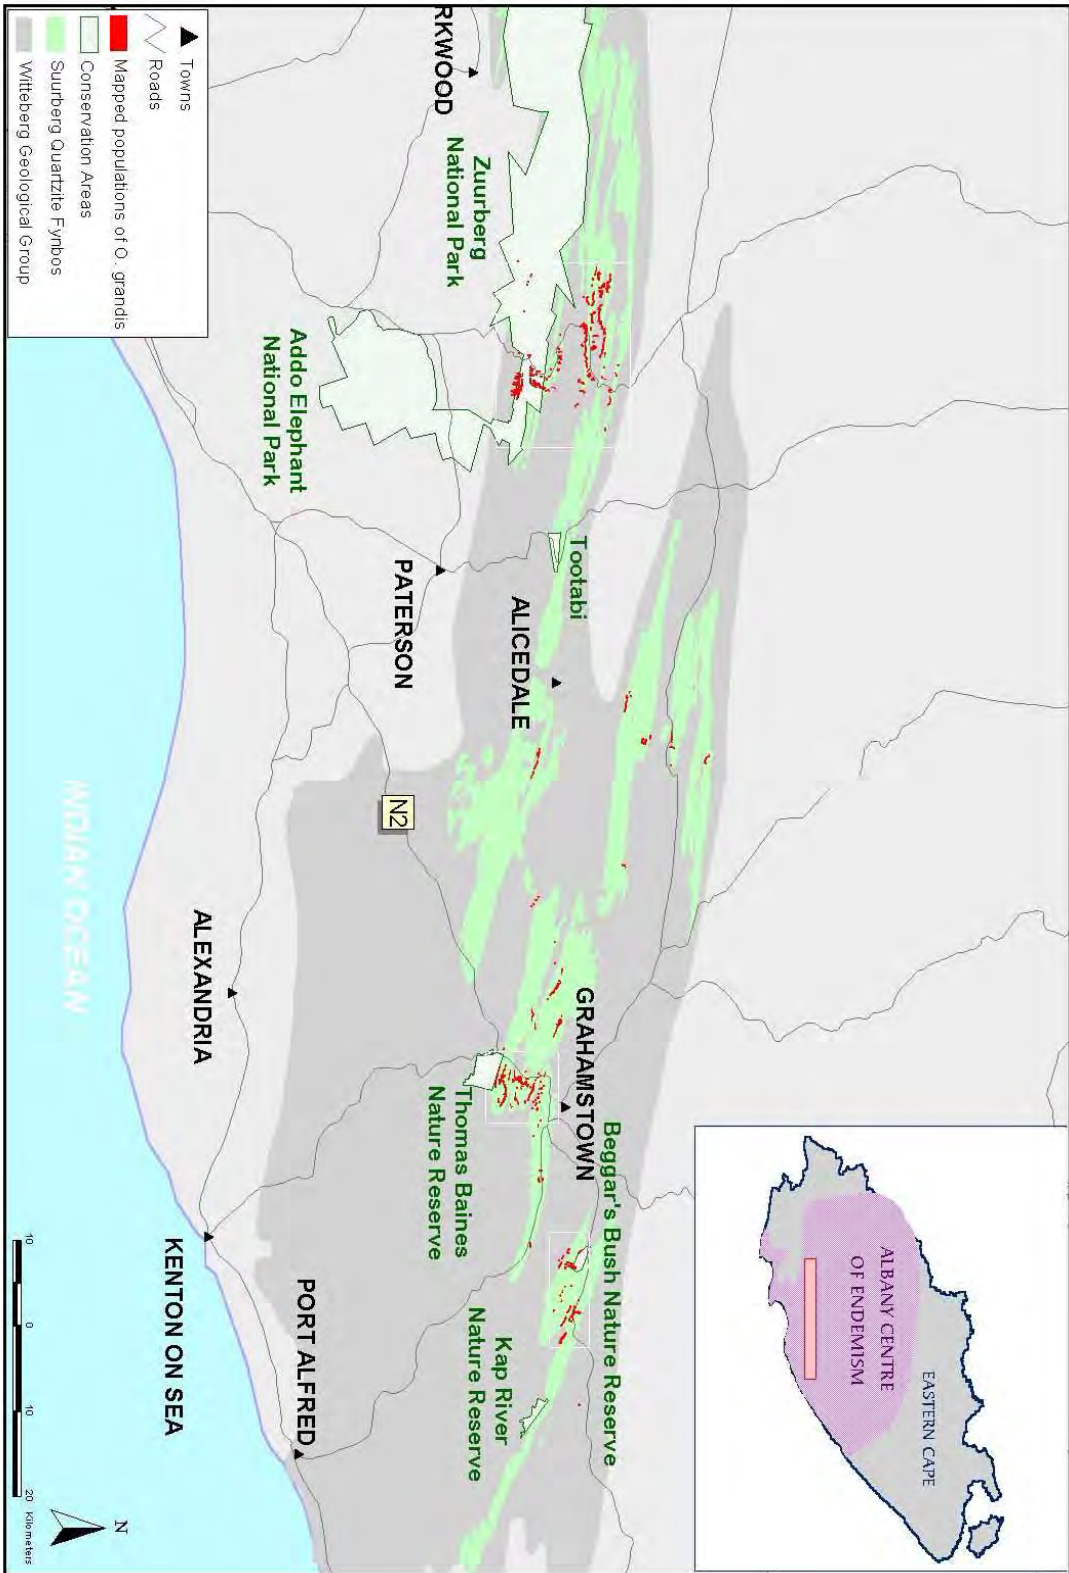 RKWOOD
Zuurberg
National Park
Addo Elephant
National Park
Tootabi
PATERSON
ALICEDALE
N2
INDIAN OCEAN
ALEXANDRIA
GRAHAMSTOWN
Thomas Baines
Nature Reserve
Beggar's Bush Nature Reserve
KENTON ON SEA
PORT ALFRED
Kap River
Nature Reserve
ALBANY CENTRE
OF ENDEMISM
EASTERN CAPE
Towns
Roads
Mapped populations of O. grandis
Conservation Areas
Suurberg Quartzite Fynbos
Witteberg Geological Group
10 0 10 20 Kilometers
N